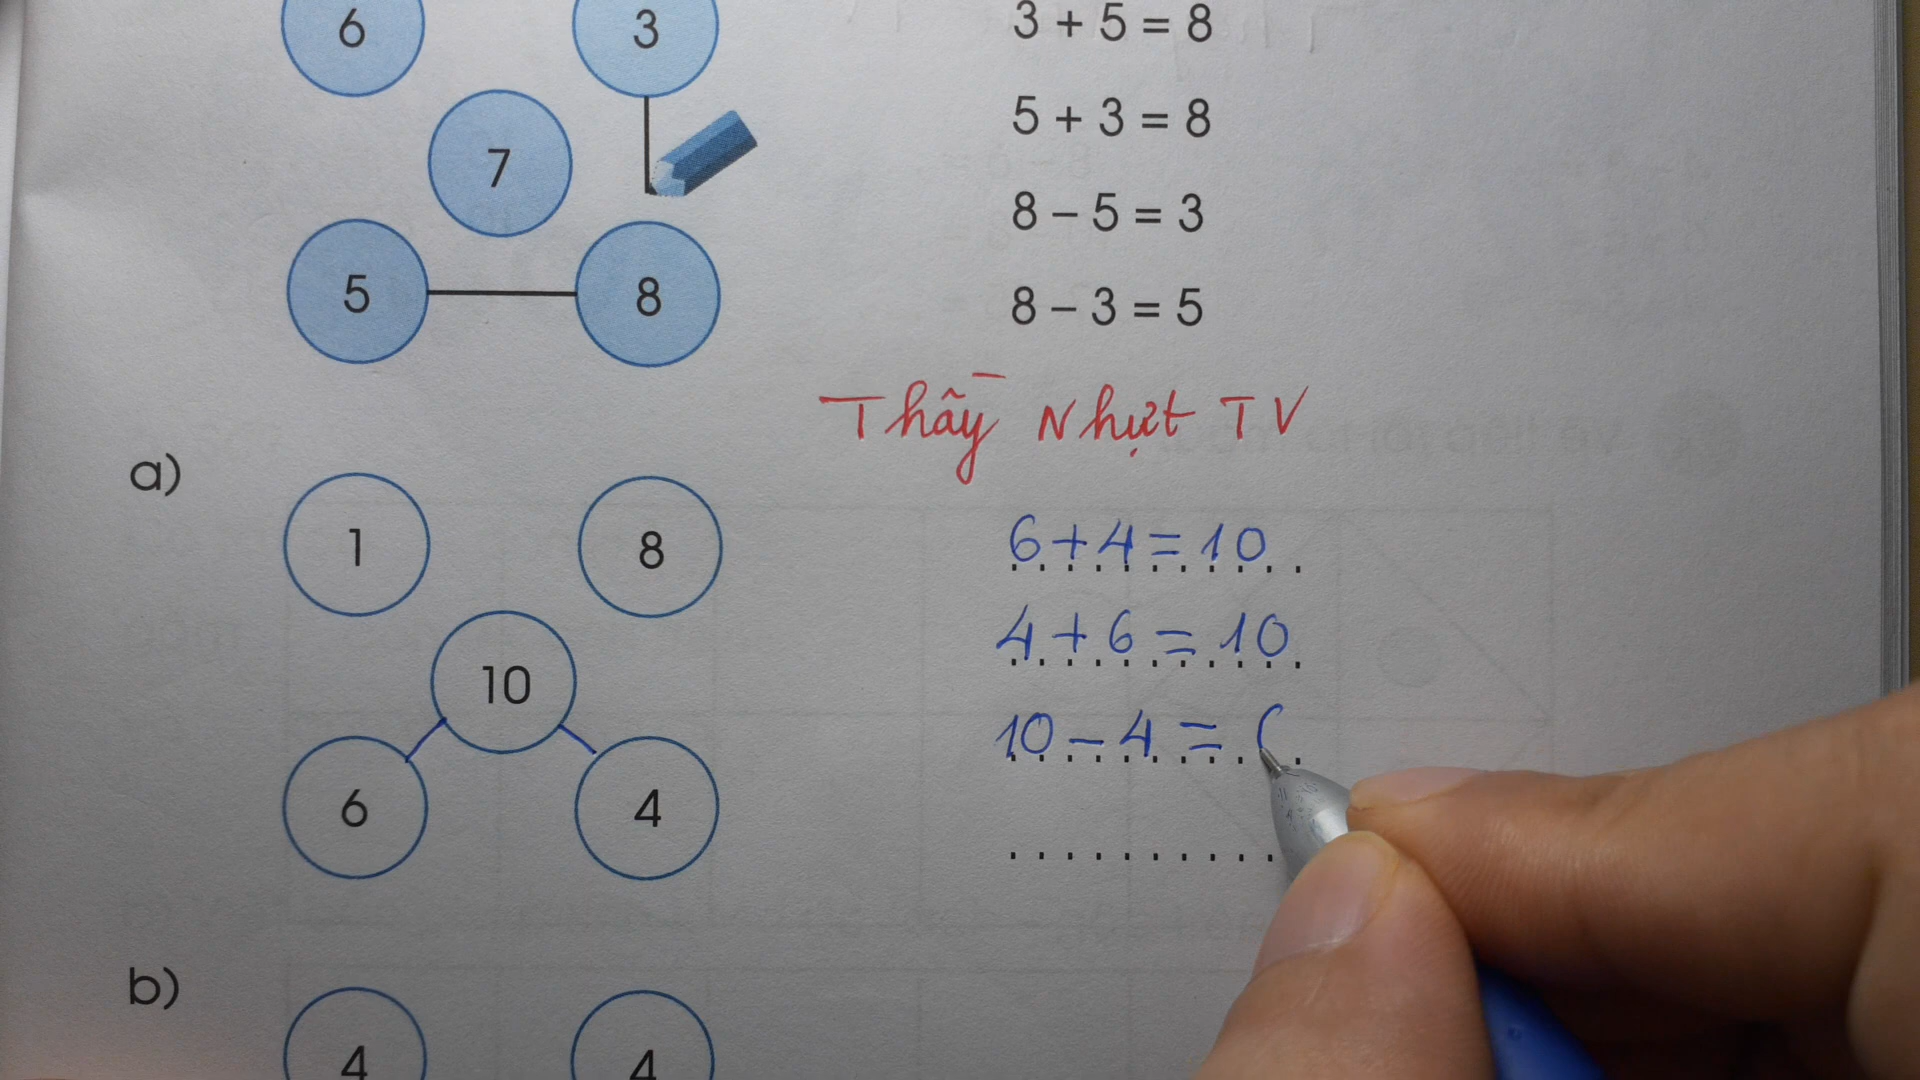 6 3
7
5 8
3 + 5 = 8
5 + 3 = 8
8 – 5 = 3
8 – 3 = 5
Thầy Nhựt TV
a)
1 8
10
6 4
6 + 4 = 10
4 + 6 = 10
10 – 4 =
b)
4 4